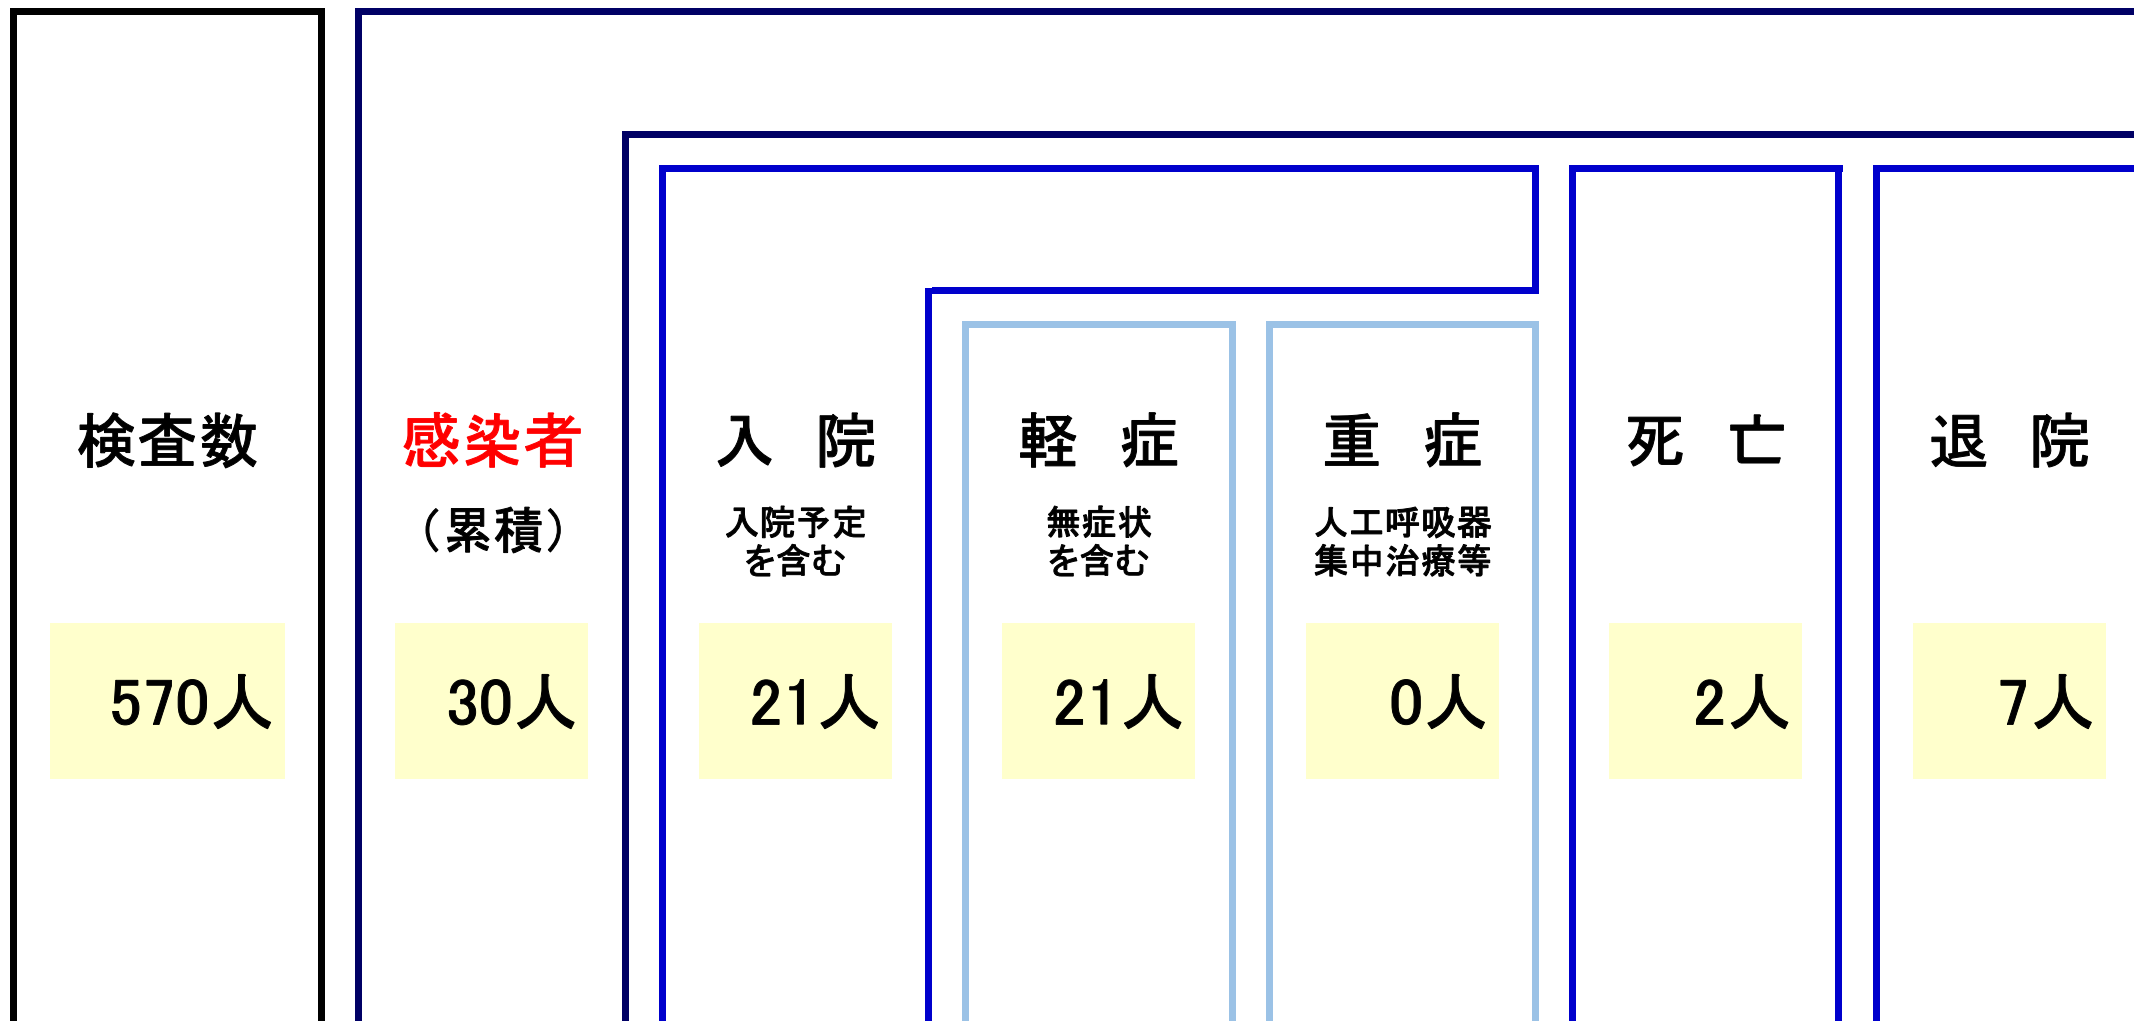 検査数
570人
感染者
（累積）
30人
入 院
入院予定
を含む
21人
軽 症
無症状
を含む
21人
重 症
人工呼吸器
集中治療等
0人
死 亡
2人
退 院
7人